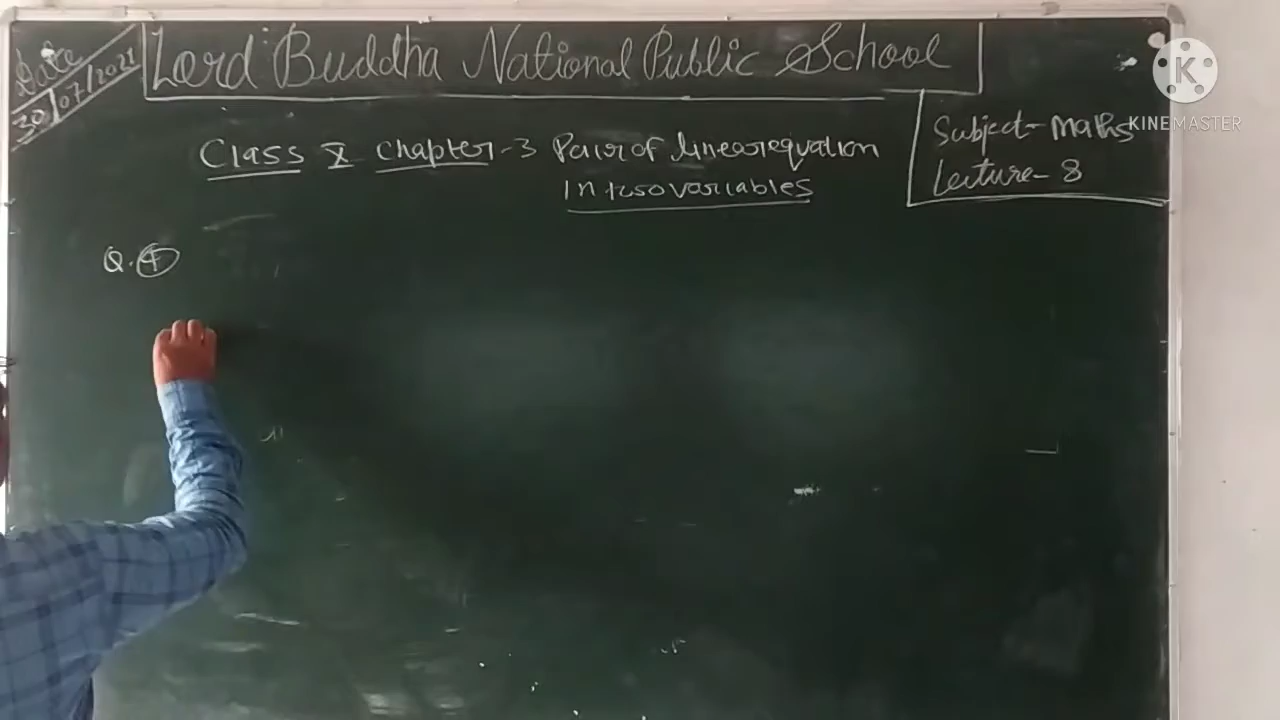 Date
30/07/2021
Lord Buddha National Public School
Subject- Maths
Lecture- 8
Class X Chapter-3 Pair of linear equation
In two variables
Q.4
K
KINEMASTER